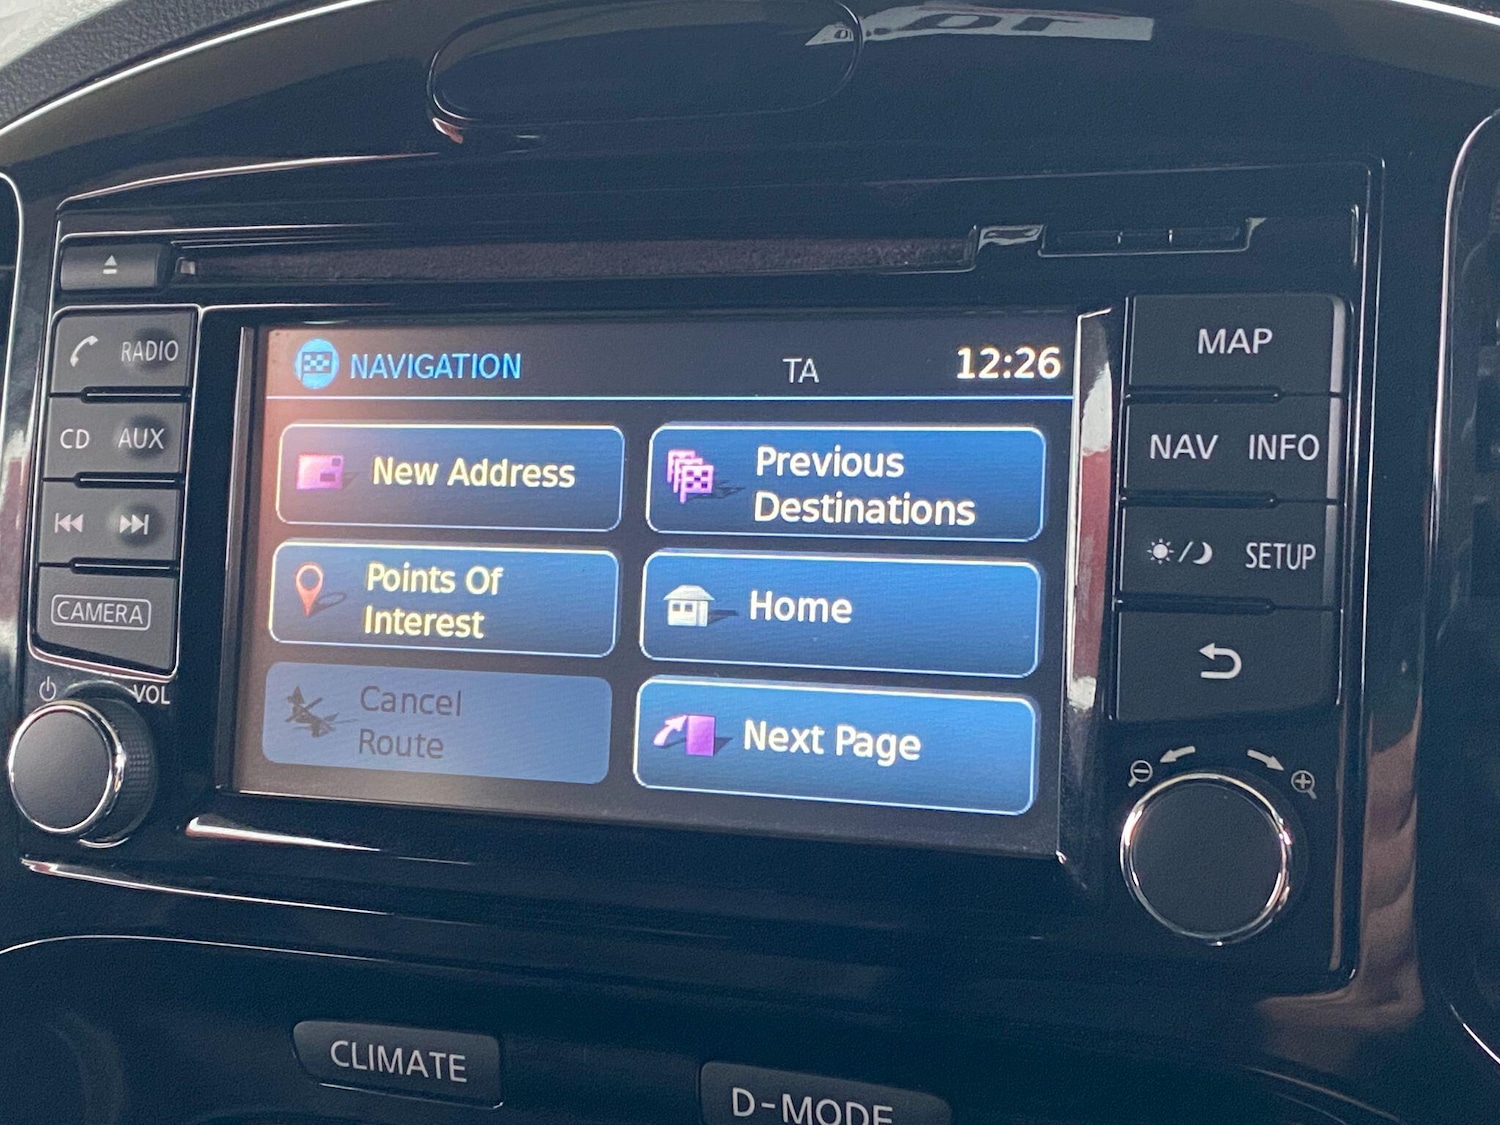 RADIO
CD AUX
CAMERA
VOL
NAVIGATION TA 12:26
New Address
Previous
Destinations
Points Of
Interest
Home
Cancel
Route
Next Page
MAP
NAV INFO
SETUP
CLIMATE
D-MODE